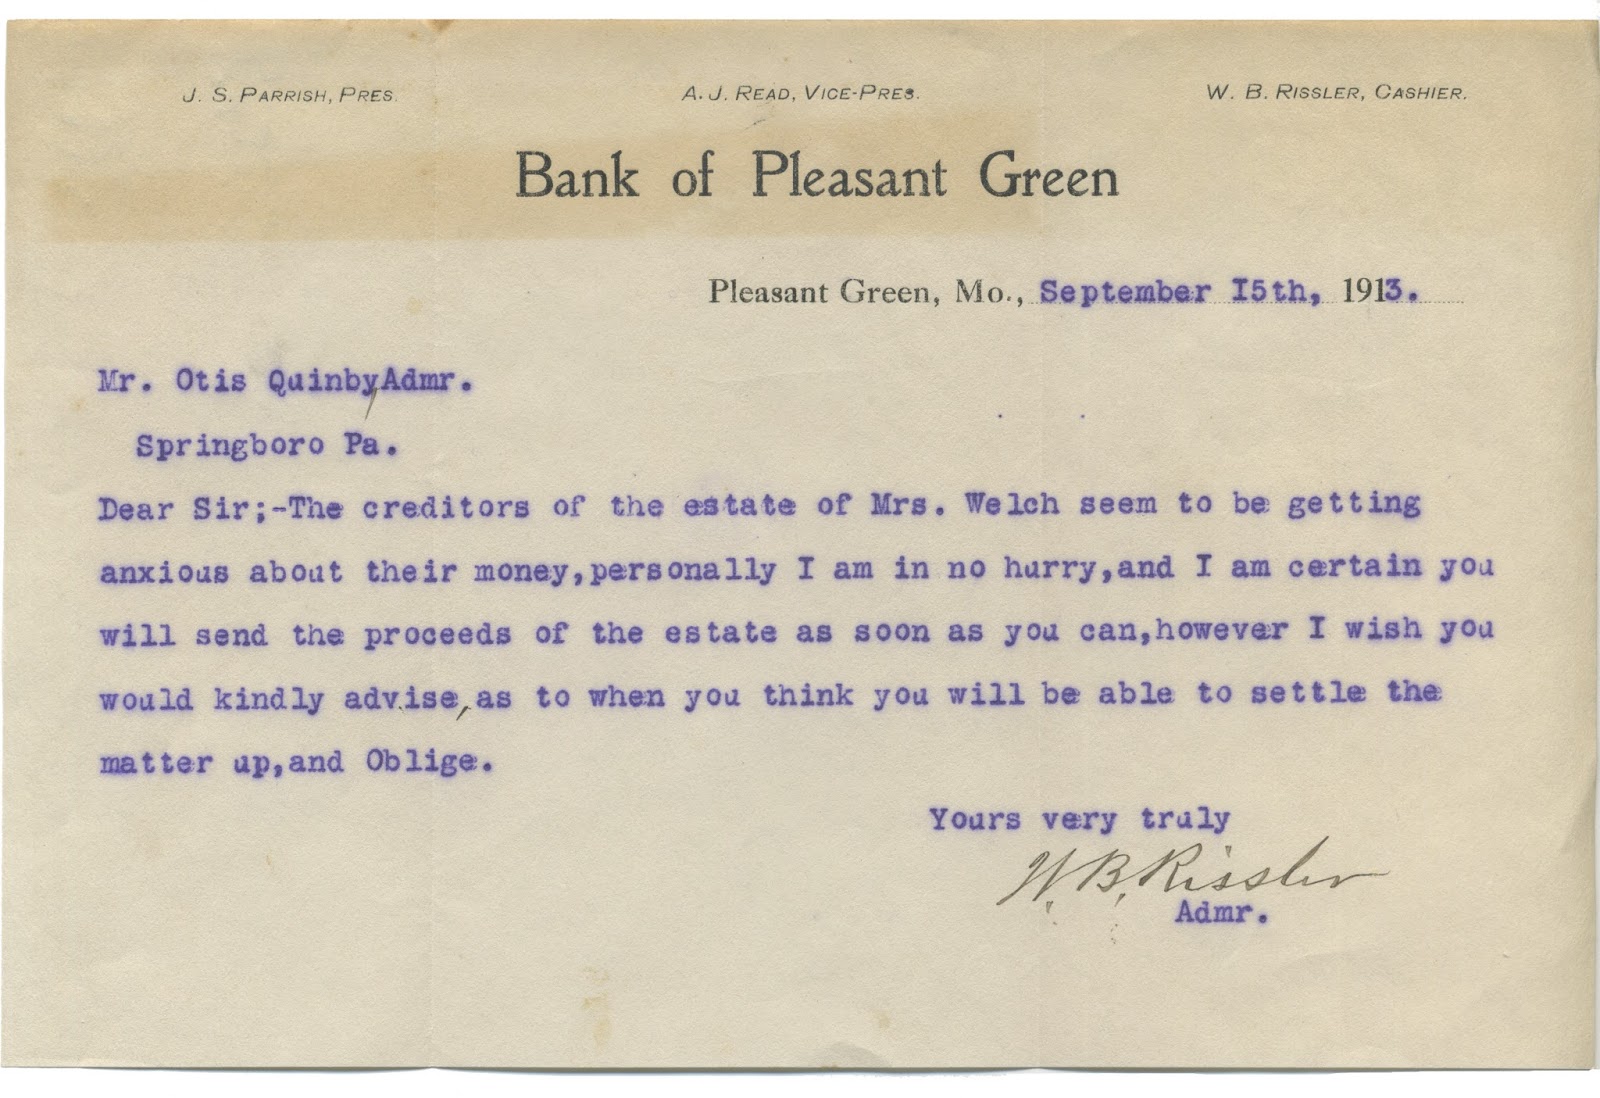 J. S. Parrish, Pres. A. J. Read, Vice-Pres. W. B. Rissler, Cashier.
Bank of Pleasant Green
Pleasant Green, Mo., September I5th, 1913.
Mr. Otis Quinby,Admr.
Springboro Pa.
Dear Sir;-The creditors of the estate of Mrs. Welch seem to be getting
anxious about their money,personally I am in no hurry,and I am certain you
will send the proceeds of the estate as soon as you can,however I wish you
would kindly advise,as to when you think you will be able to settle the
matter up,and Oblige.
Yours very truly
W. B. Rissler
Admr.